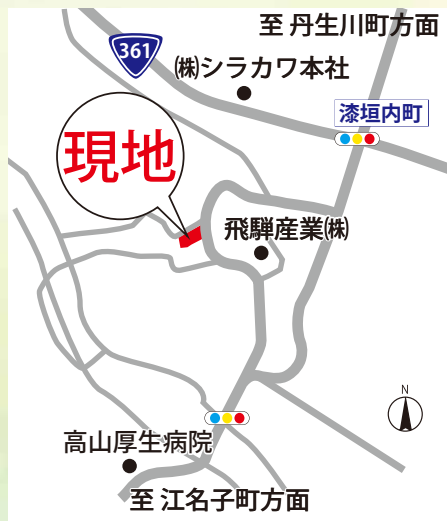 至 丹生川町方面
361
㈱シラカワ本社
漆垣内町
現地
飛騨産業㈱
N
高山厚生病院
至 江名子町方面